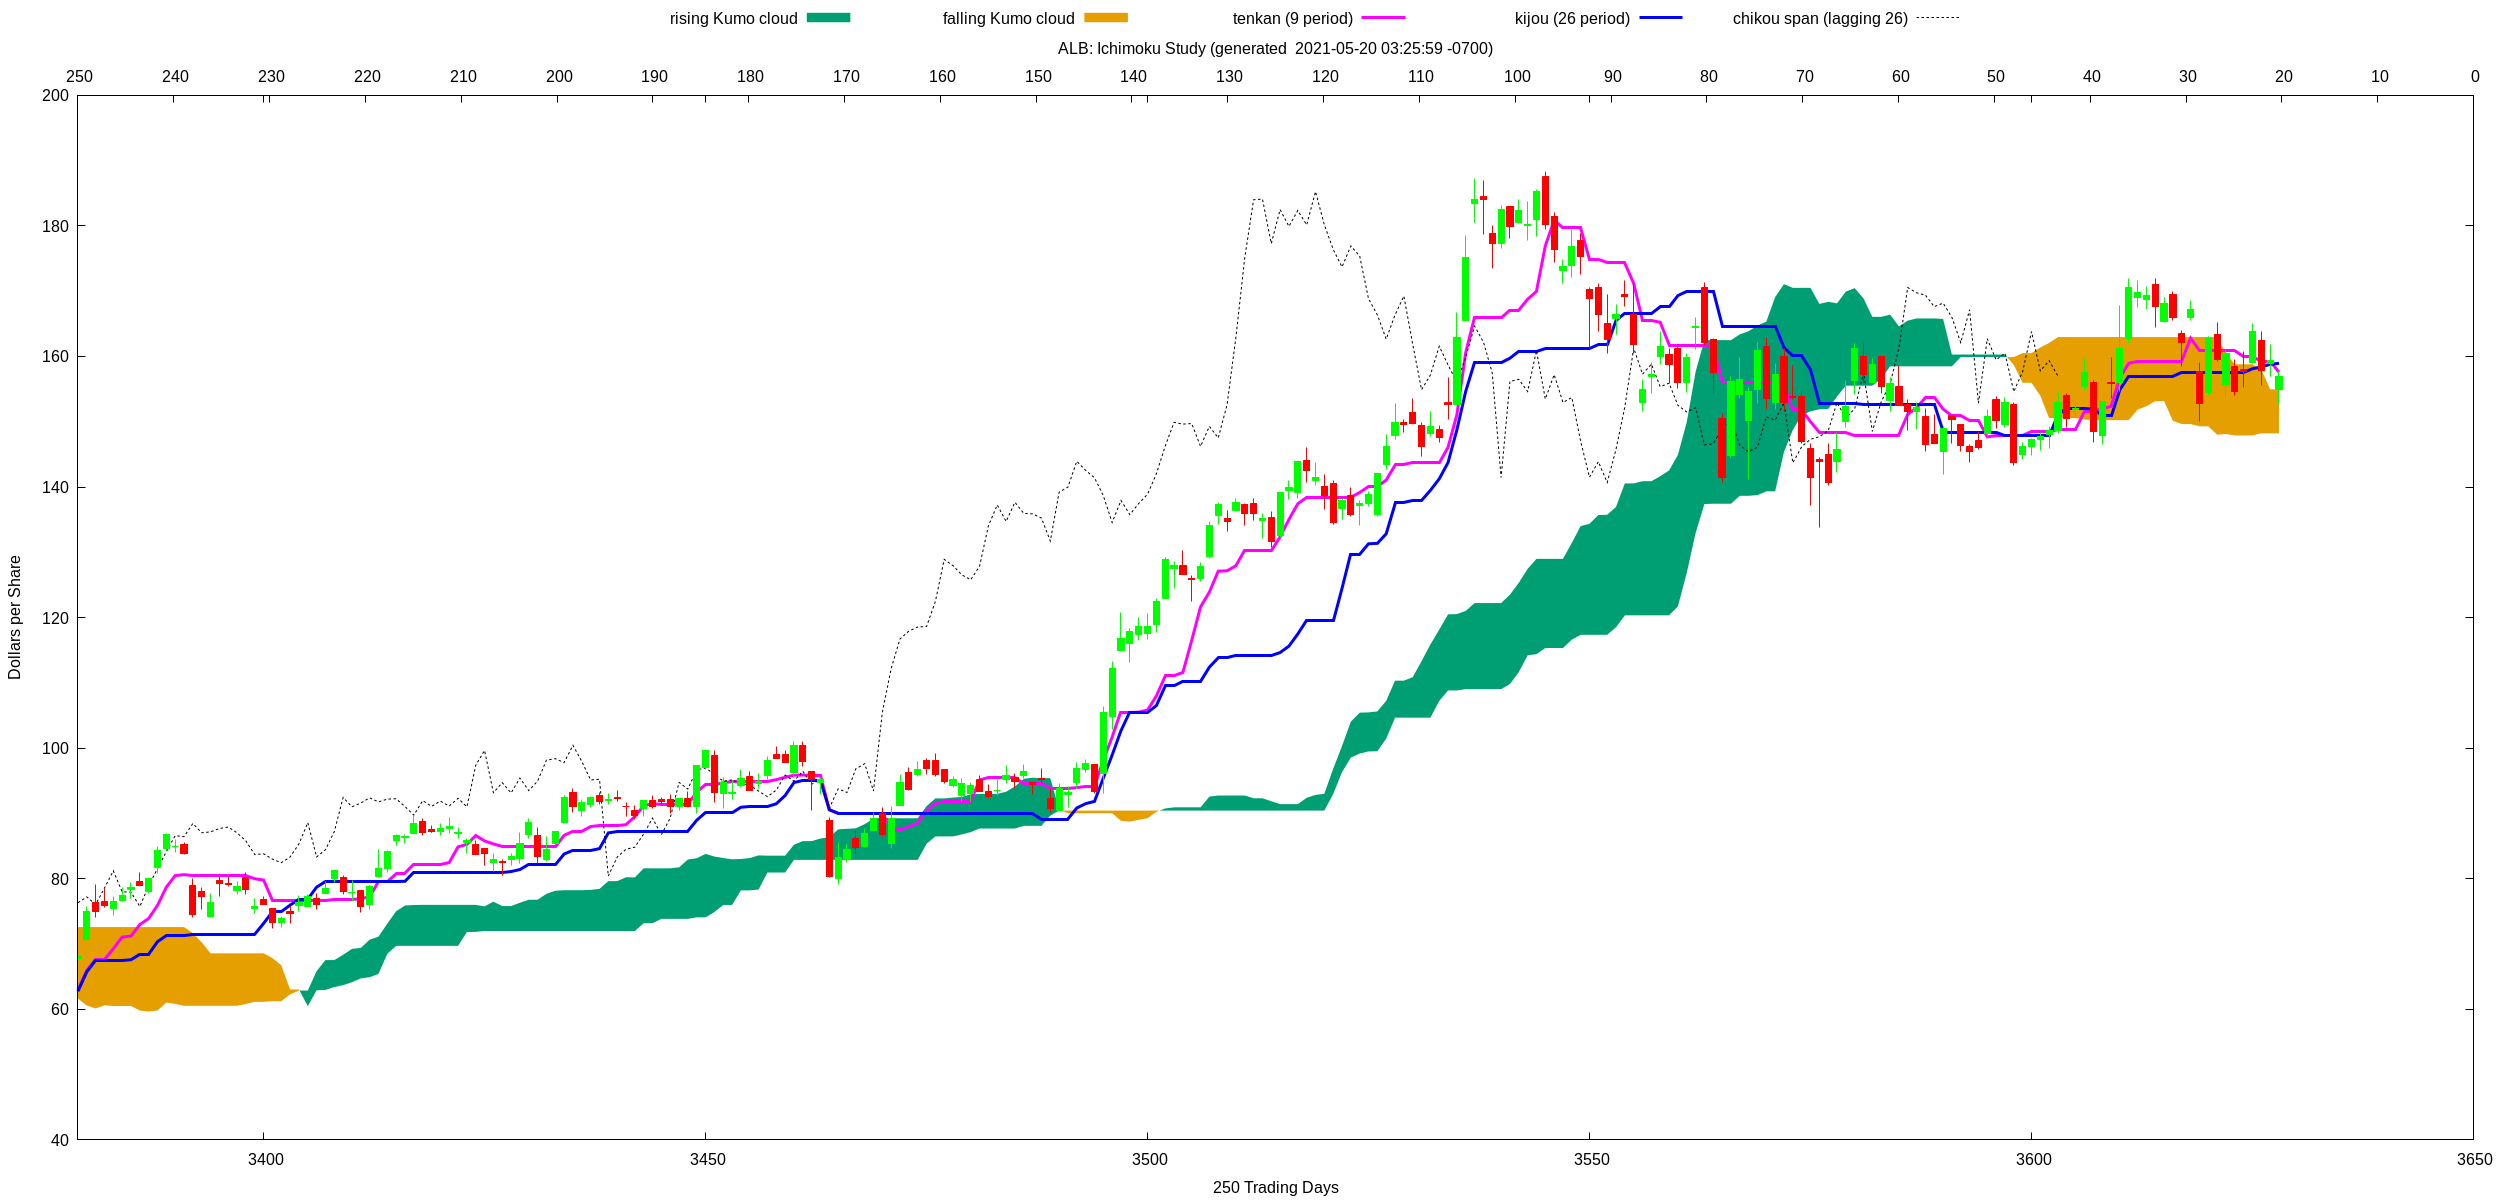 rising Kumo cloud falling Kumo cloud tenkan (9 period) kijou (26 period) chikou span (lagging 26)
ALB: Ichimoku Study (generated  2021-05-20 03:25:59 -0700)
250 240 230 220 210 200 190 180 170 160 150 140 130 120 110 100 90 80 70 60 50 40 30 20 10 0
200
180
160
140
120
100
80
60
40
Dollars per Share
3400 3450 3500 3550 3600 3650
250 Trading Days